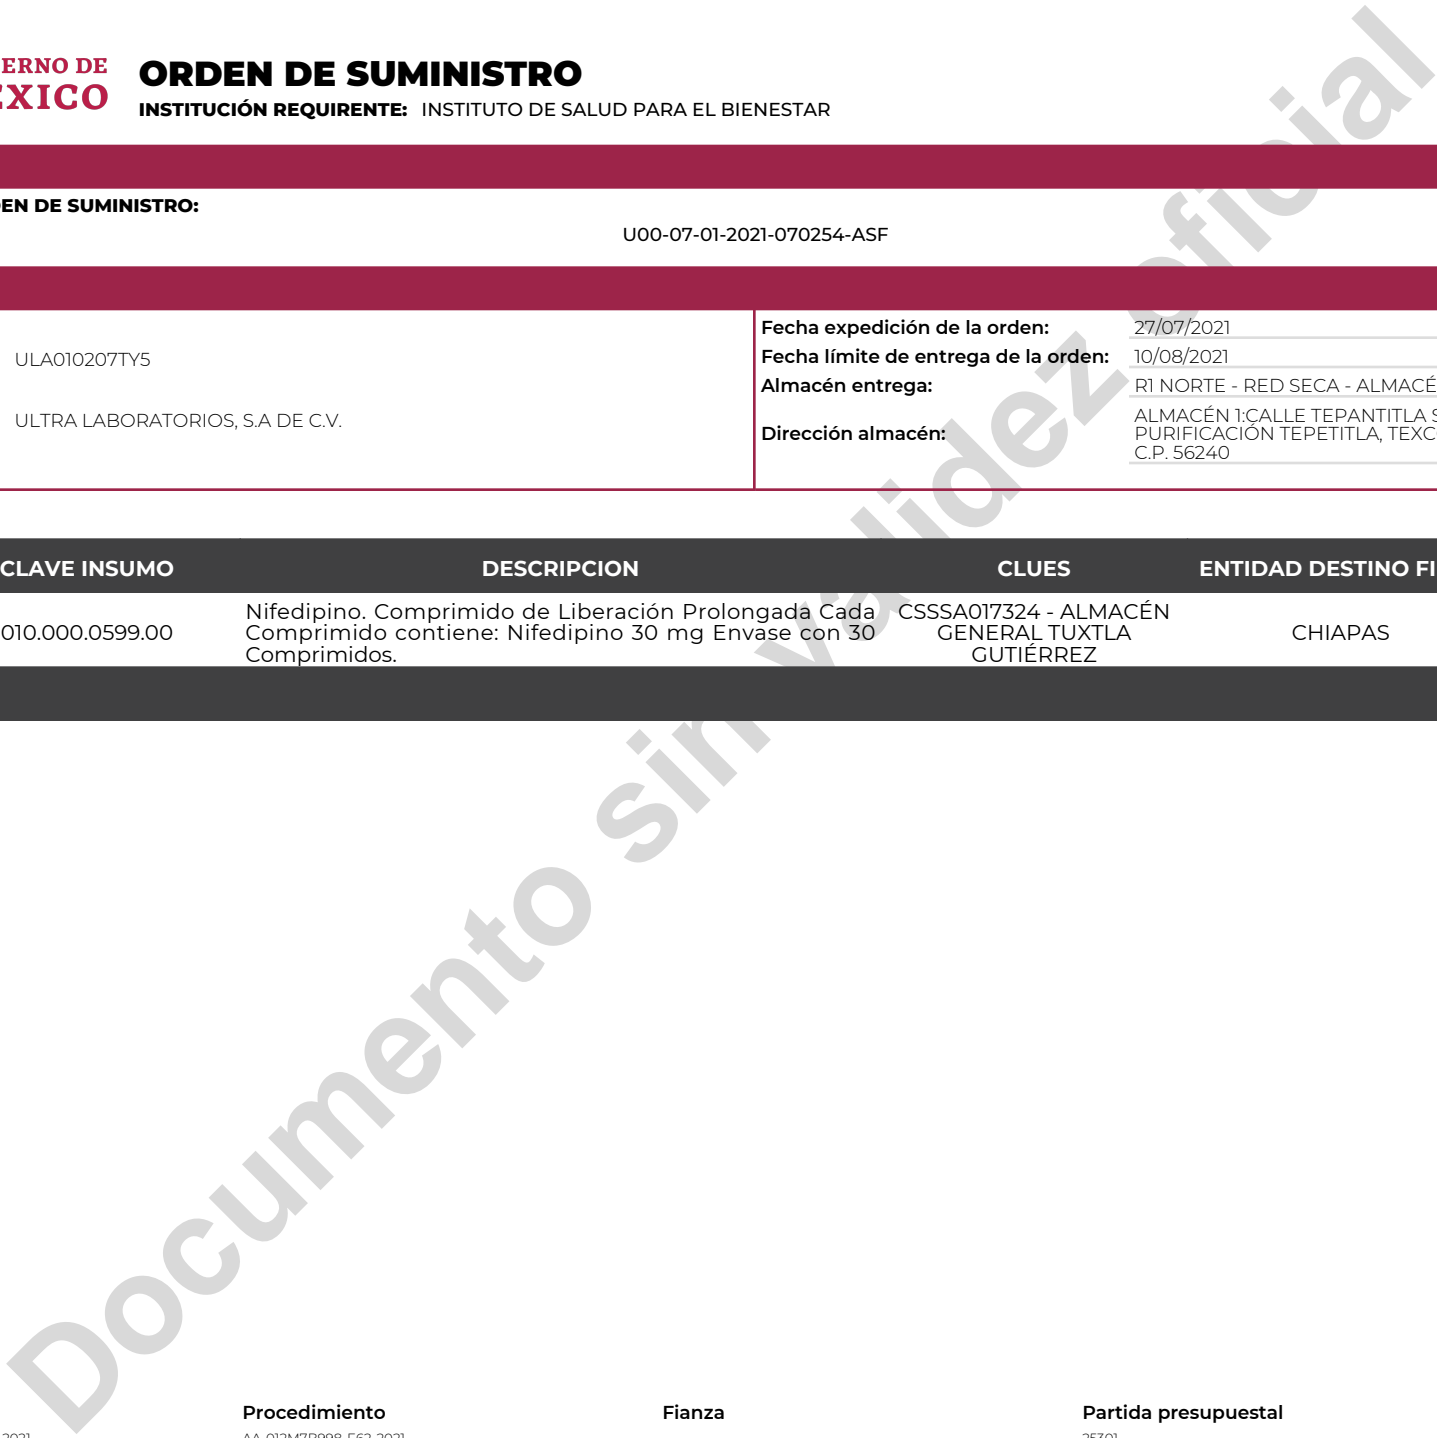 ERNO DE
EXICO
ORDEN DE SUMINISTRO
INSTITUCIÓN REQUIRENTE: INSTITUTO DE SALUD PARA EL BIENESTAR
EN DE SUMINISTRO:
U00-07-01-2021-070254-ASF
ULA010207TY5
ULTRA LABORATORIOS, S.A DE C.V.
Fecha expedición de la orden: 27/07/2021
Fecha límite de entrega de la orden: 10/08/2021
Almacén entrega: R1 NORTE - RED SECA - ALMACÉ
Dirección almacén:
ALMACÉN 1:CALLE TEPANTITLA S
PURIFICACIÓN TEPETITLA, TEXC
C.P. 56240
CLAVE INSUMO DESCRIPCION CLUES ENTIDAD DESTINO FI
010.000.0599.00
Nifedipino. Comprimido de Liberación Prolongada Cada
Comprimido contiene: Nifedipino 30 mg Envase con 30
Comprimidos.
CSSSA017324 - ALMACÉN
GENERAL TUXTLA
GUTIÉRREZ
CHIAPAS
Documento sin validez oficial
Procedimiento Fianza Partida presupuestal